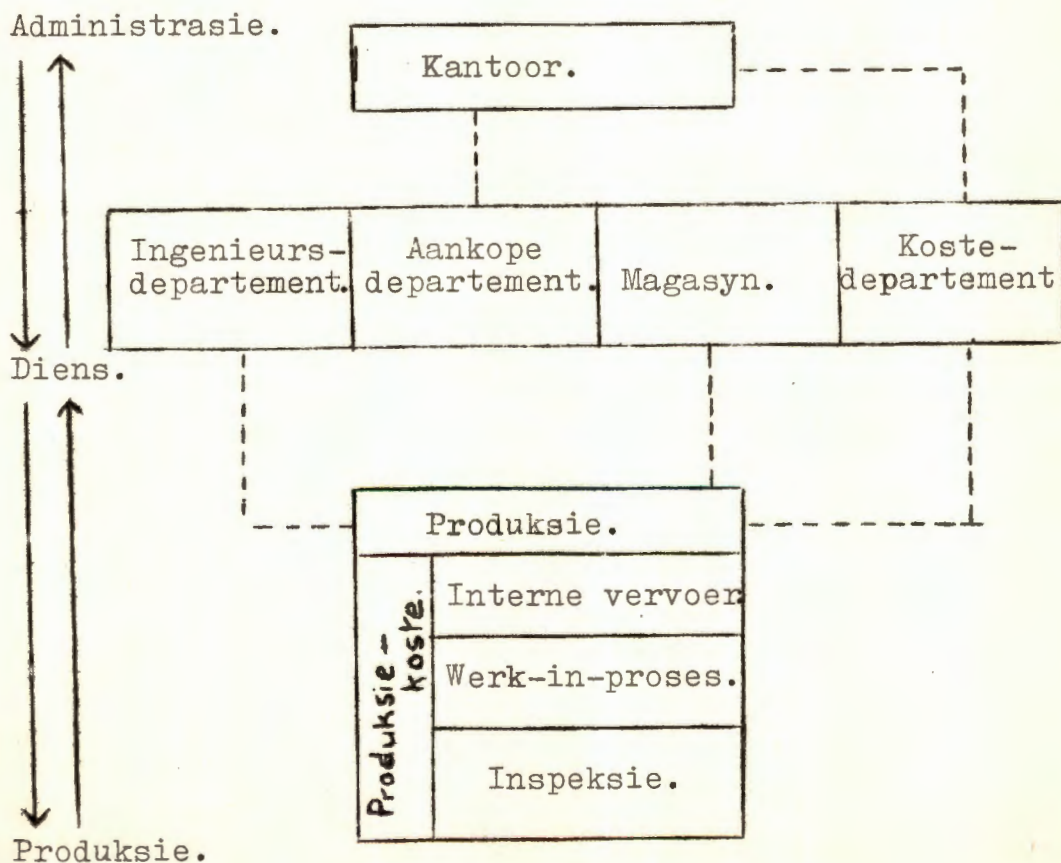 Administrasie.
Kantoor.
Ingenieurs-
departement.
Aankope
departement.
Magasyn.
Koste-
departement
Diens.
Produksie.
Produksie-
koste.
Interne vervoer
Werk-in-proses.
Inspeksie.
Produksie.